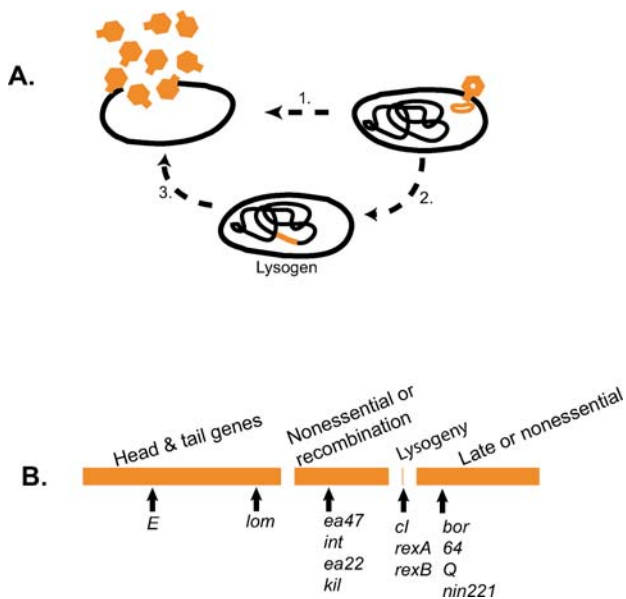 A.
1.
3.
2.
Lysogen
B.
Head & tail genes
Nonessential or
recombination
Lysogeny
Late or nonessential
E
lom
ea47
int
ea22
kil
cI
rexA
rexB
bor
64
Q
nin221